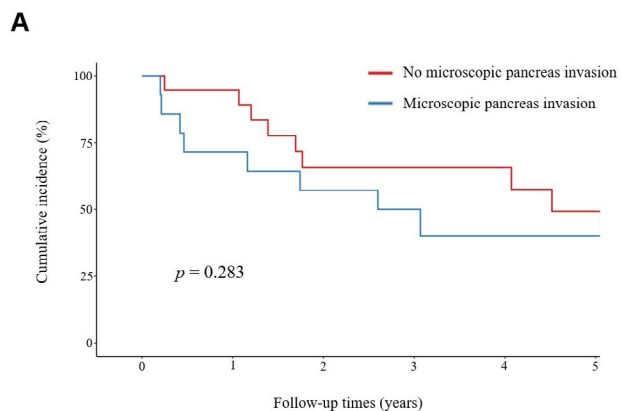 A
No microscopic pancreas invasion
Microscopic pancreas invasion
Cumulative incidence (%)
100
75
50
25
0
p = 0.283
0 1 2 3 4 5
Follow-up times (years)